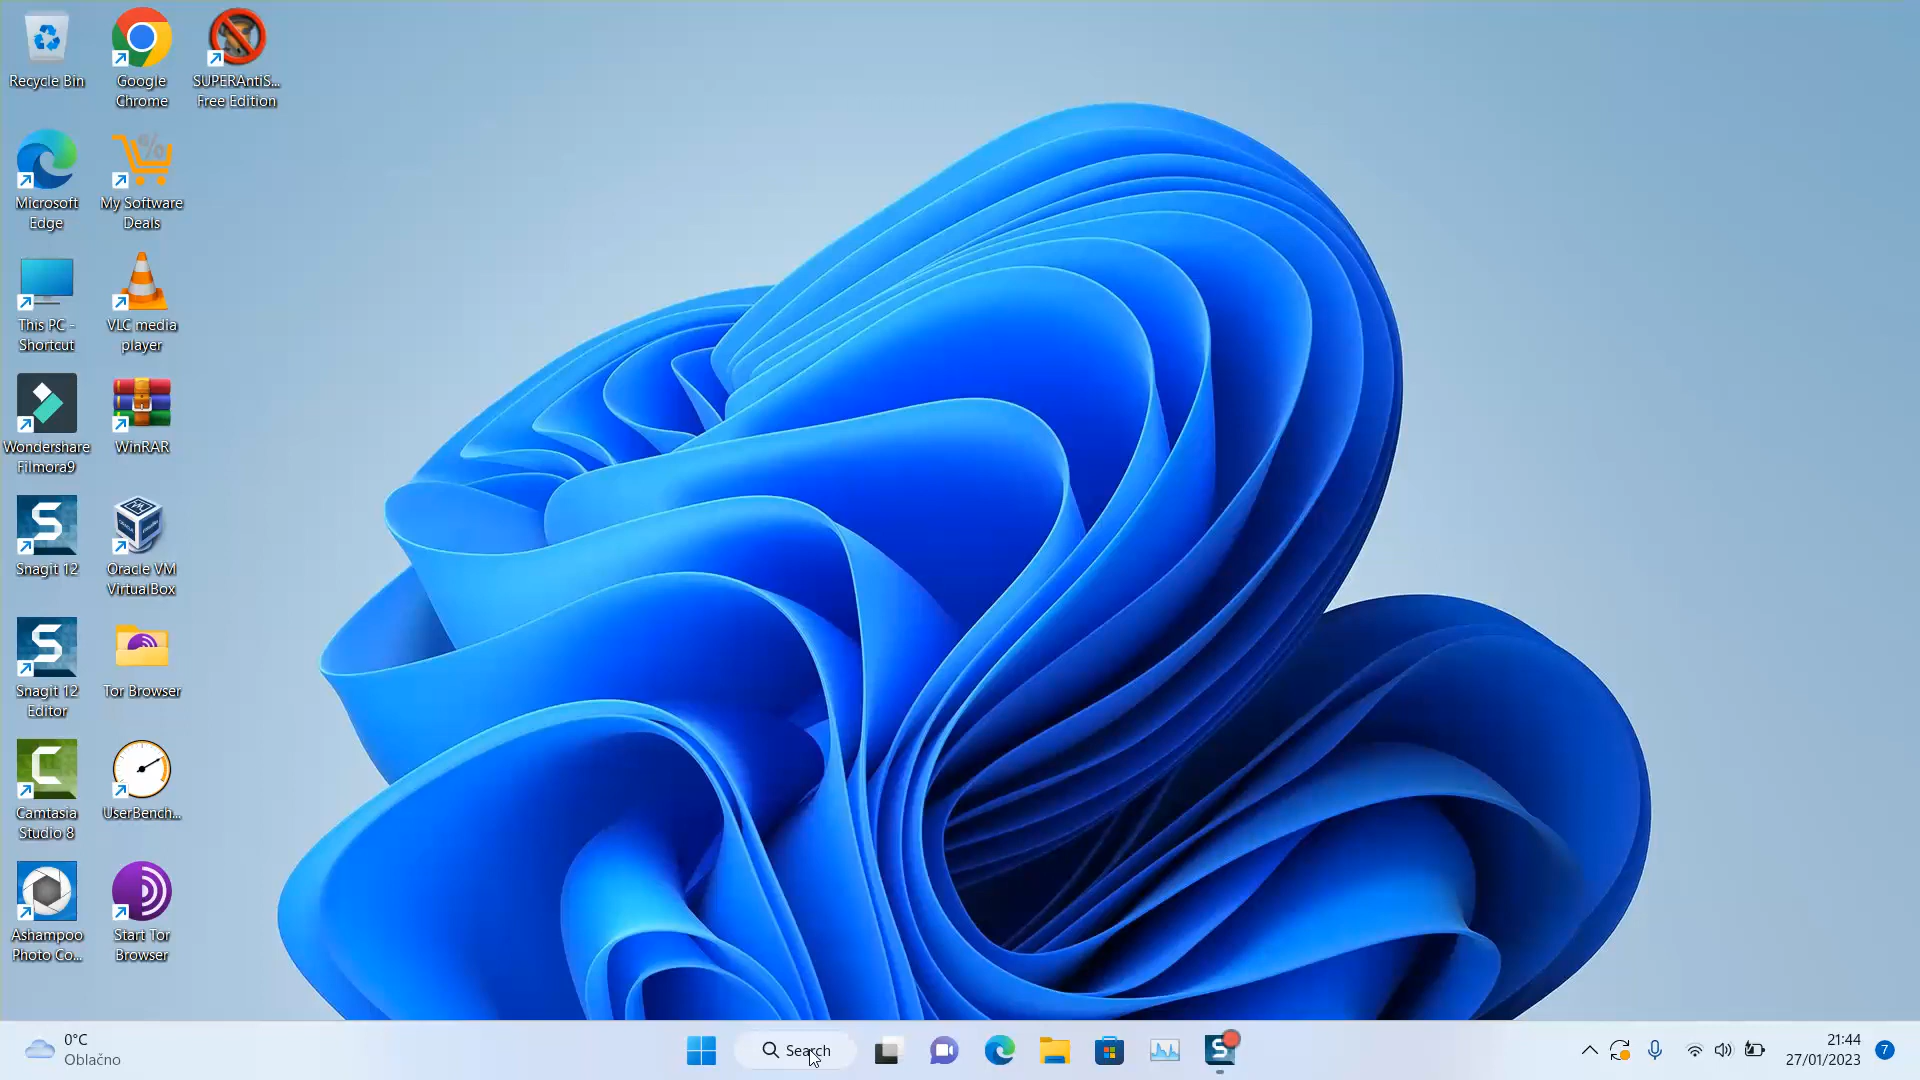 Recycle Bin
Google
Chrome
SUPERAntiS...
Free Edition
Microsoft
Edge
My Software
Deals
This PC -
Shortcut
VLC media
player
Wondershare
Filmora9
WinRAR
Snagit 12
Oracle VM
VirtualBox
Snagit 12
Editor
Tor Browser
Camtasia
Studio 8
UserBench...
Ashampoo
Photo Co...
Start Tor
Browser
0°C
Oblačno
Search
21:44
27/01/2023
7